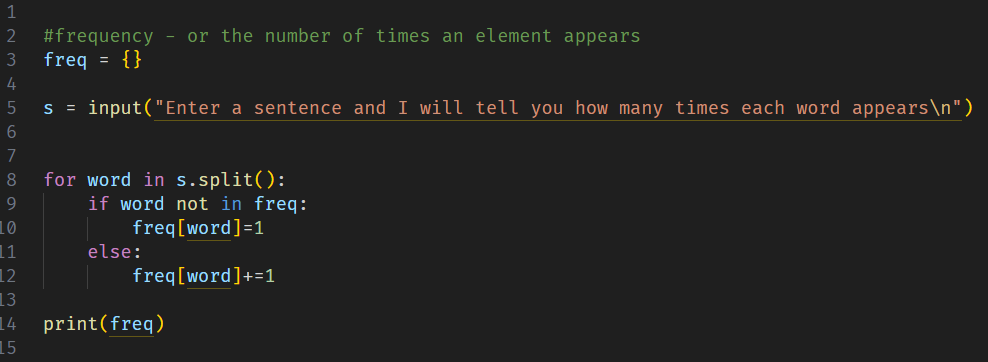 1
2 #frequency - or the number of times an element appears
3 freq = {}
4
5 s = input("Enter a sentence and I will tell you how many times each word appears\n")
6
7
8 for word in s.split():
9     if word not in freq:
10         freq[word]=1
11     else:
12         freq[word]+=1
13
14 print(freq)
15